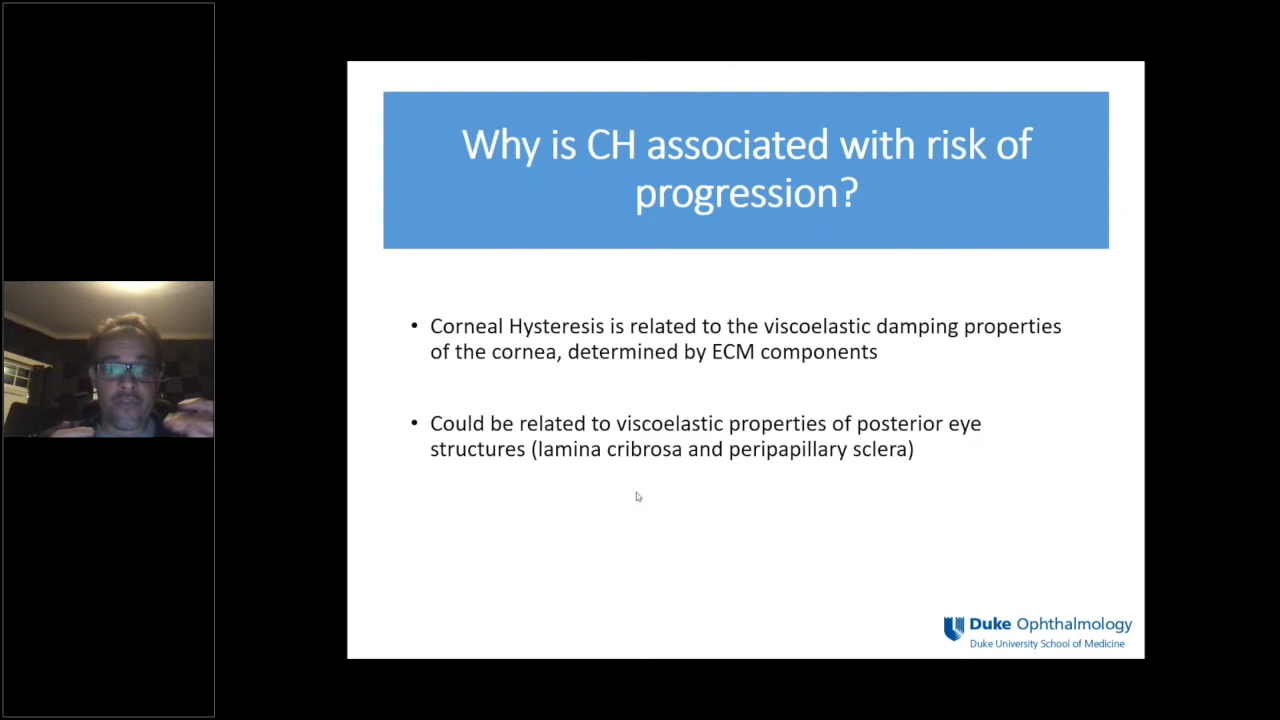 Why is CH associated with risk of
progression?
• Corneal Hysteresis is related to the viscoelastic damping properties
of the cornea, determined by ECM components
• Could be related to viscoelastic properties of posterior eye
structures (lamina cribrosa and peripapillary sclera)
Duke Ophthalmology
Duke University School of Medicine